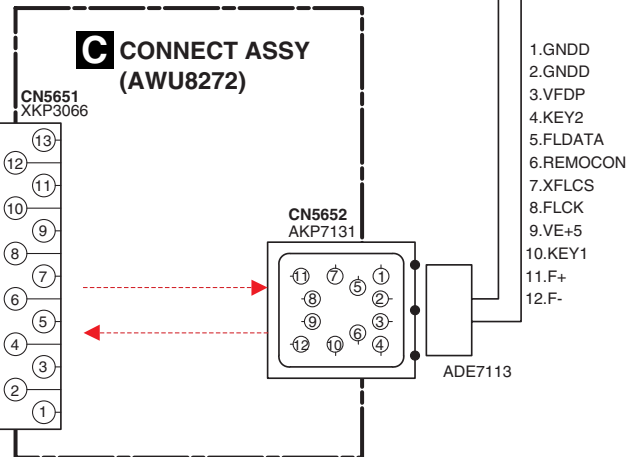 C CONNECT ASSY
(AWU8272)
CN5651
XKP3066
13
12
11
10
9
8
7
6
5
4
3
2
1
CN5652
AKP7131
11 7 1
5
8 2
9 3
6
12 10 4
ADE7113
1.GNDD
2.GNDD
3.VFDP
4.KEY2
5.FLDATA
6.REMOCON
7.XFLCS
8.FLCK
9.VE+5
10.KEY1
11.F+
12.F-